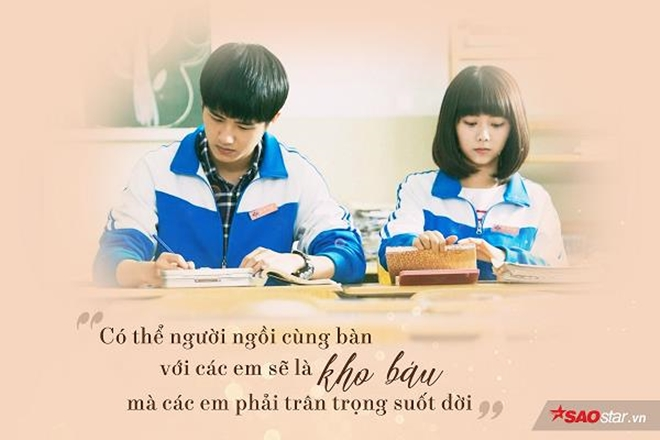 Có thể người ngồi cùng bàn
với các em sẽ là kho báu
mà các em phải trân trọng suốt đời
SAOstar.vn